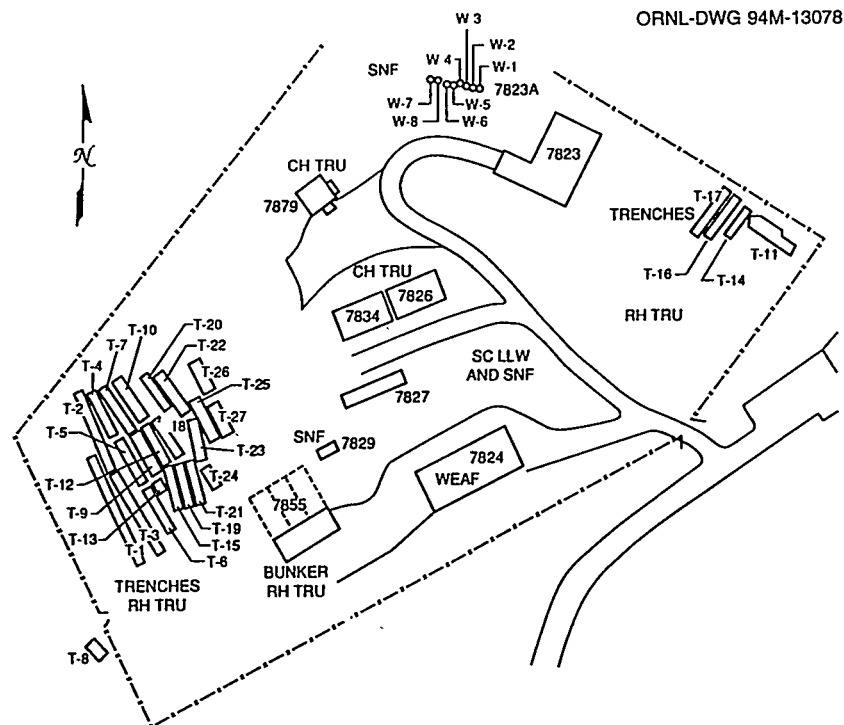 ORNL-DWG 94M-13078
W 3
W-2
W 4
W-1
SNF
7823A
W-7
W-5
W-8
W-6
N
CH TRU
7879
7823
T-17
TRENCHES
T-11
T-16
T-14
RH TRU
CH TRU
7826
7834
T-20
T-10
T-22
T-7
T-4
T-26
T-25
T-2
T-27
18
T-5
T-23
T-12
T-24
T-9
T-21
T-13
T-19
T-1
T-3
T-15
T-6
TRENCHES
RH TRU
T-8
SC LLW
AND SNF
7827
SNF
7829
7824
WEAF
7855
BUNKER
RH TRU